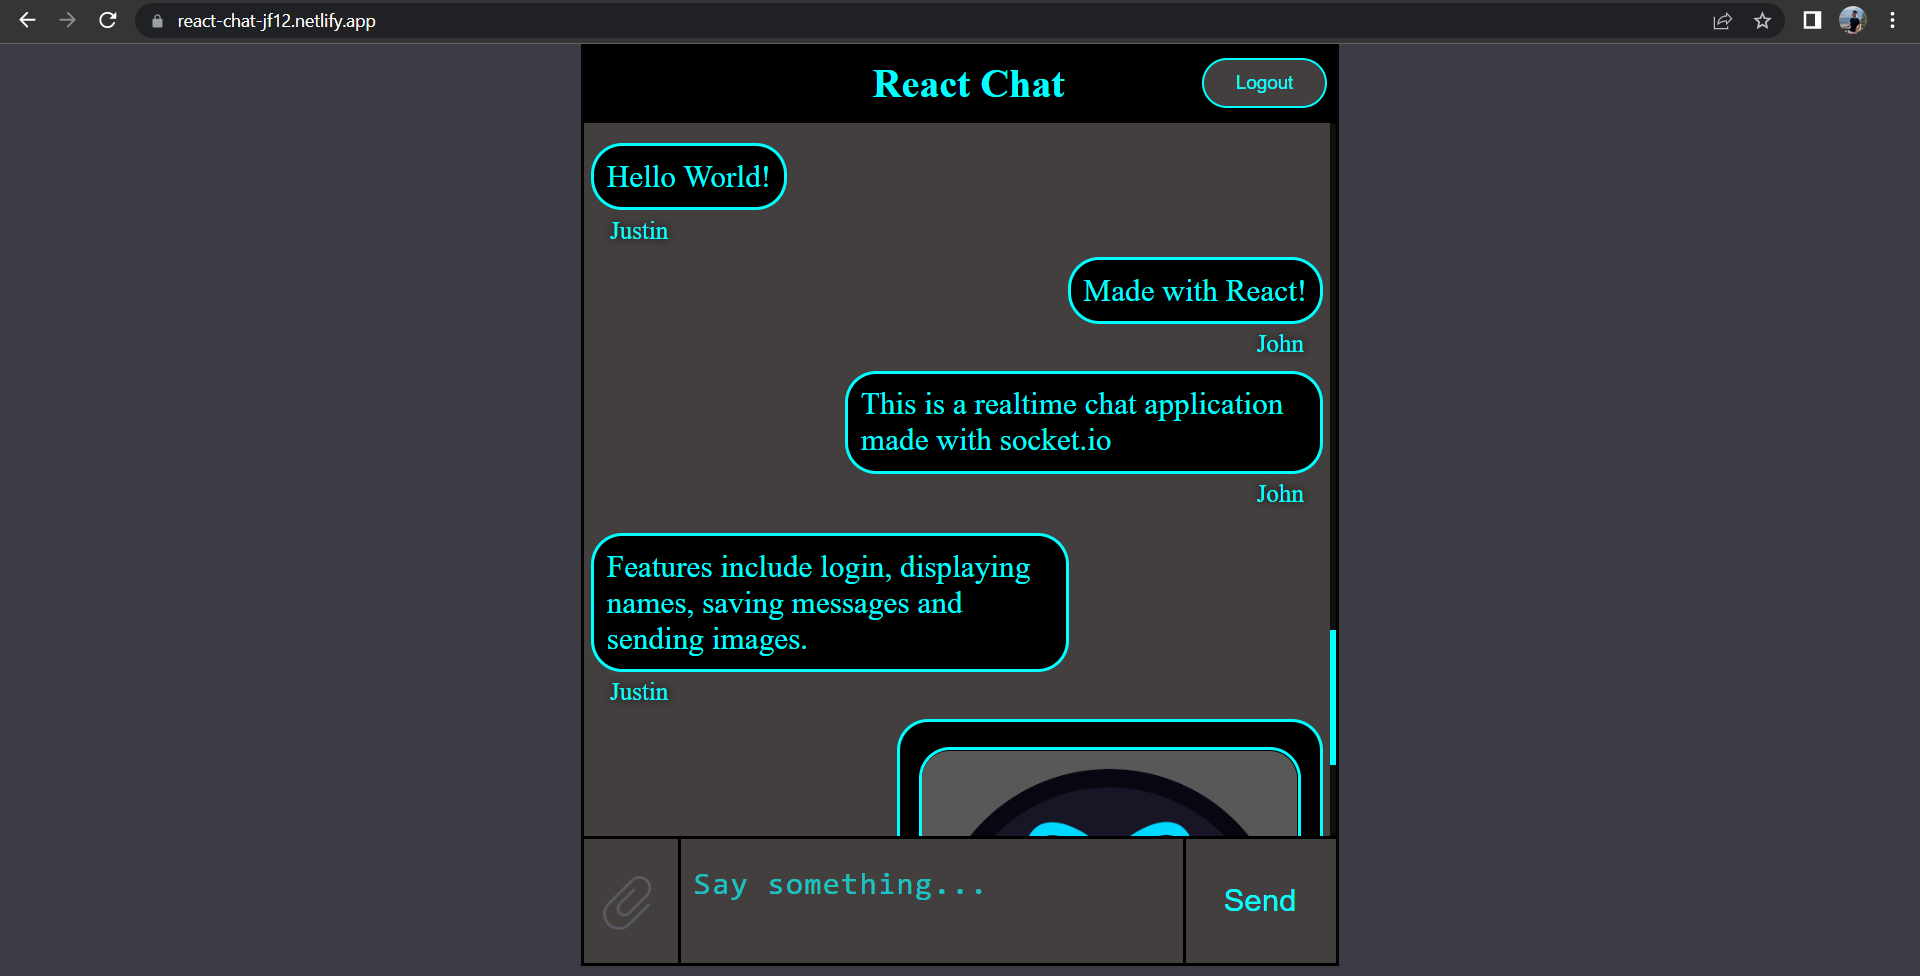 react-chat-jf12.netlify.app
React Chat
Logout
Hello World!
Justin
Made with React!
John
This is a realtime chat application
made with socket.io
John
Features include login, displaying
names, saving messages and
sending images.
Justin
Say something...
Send